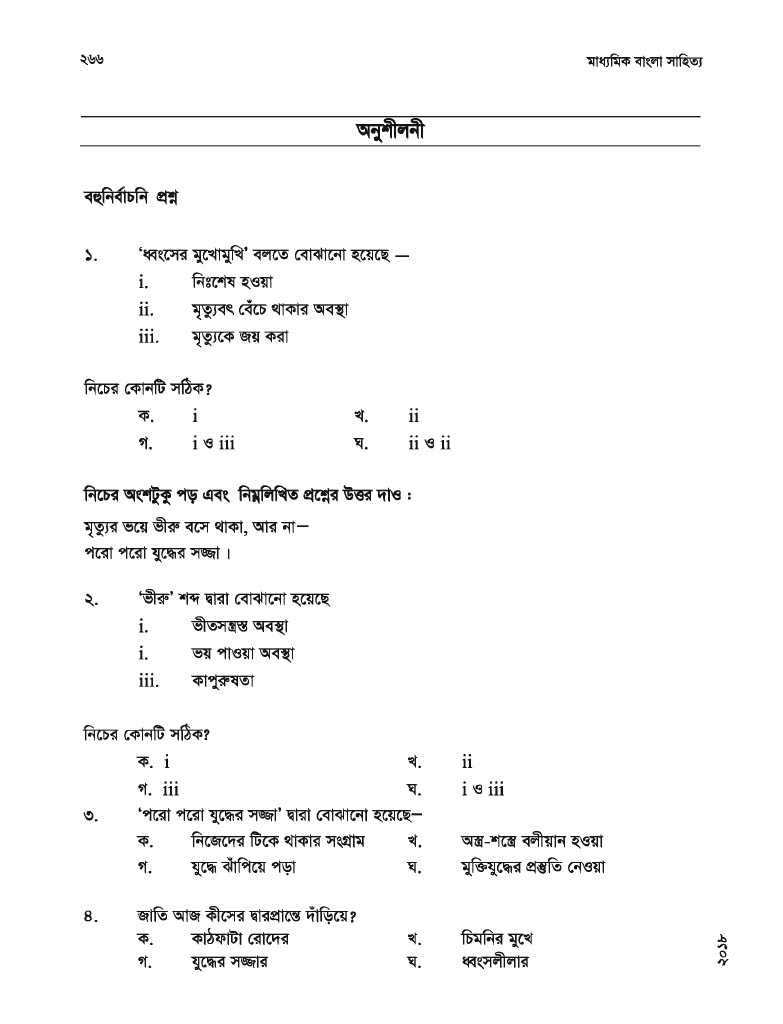 ২৬৬ মাধ্যমিক বাংলা সাহিত্য
অনুশীলনী
বহুনির্বাচনি প্রশ্ন
১. ‘ধ্বংসের মুখোমুখি’ বলতে বোঝানো হয়েছে —
i. নিঃশেষ হওয়া
ii. মৃত্যুবৎ বেঁচে থাকার অবস্থা
iii. মৃত্যুকে জয় করা
নিচের কোনটি সঠিক?
ক. i খ. ii
গ. i ও iii ঘ. ii ও ii
নিচের অংশটুকু পড় এবং নিম্নলিখিত প্রশ্নের উত্তর দাও :
মৃত্যুর ভয়ে ভীরু বসে থাকা, আর না—
পরো পরো যুদ্ধের সজ্জা ।
২. ‘ভীরু’ শব্দ দ্বারা বোঝানো হয়েছে
i. ভীতসন্ত্রস্ত অবস্থা
i. ভয় পাওয়া অবস্থা
iii. কাপুরুষতা
নিচের কোনটি সঠিক?
ক. i খ. ii
গ. iii ঘ. i ও iii
৩. ‘পরো পরো যুদ্ধের সজ্জা’ দ্বারা বোঝানো হয়েছে—
ক. নিজেদের টিকে থাকার সংগ্রাম খ. অস্ত্র-শস্ত্রে বলীয়ান হওয়া
গ. যুদ্ধে ঝাঁপিয়ে পড়া ঘ. মুক্তিযুদ্ধের প্রস্তুতি নেওয়া
৪. জাতি আজ কীসের দ্বারপ্রান্তে দাঁড়িয়ে?
ক. কাঠফাটা রোদের খ. চিমনির মুখে
গ. যুদ্ধের সজ্জার ঘ. ধ্বংসলীলার
২০১৮